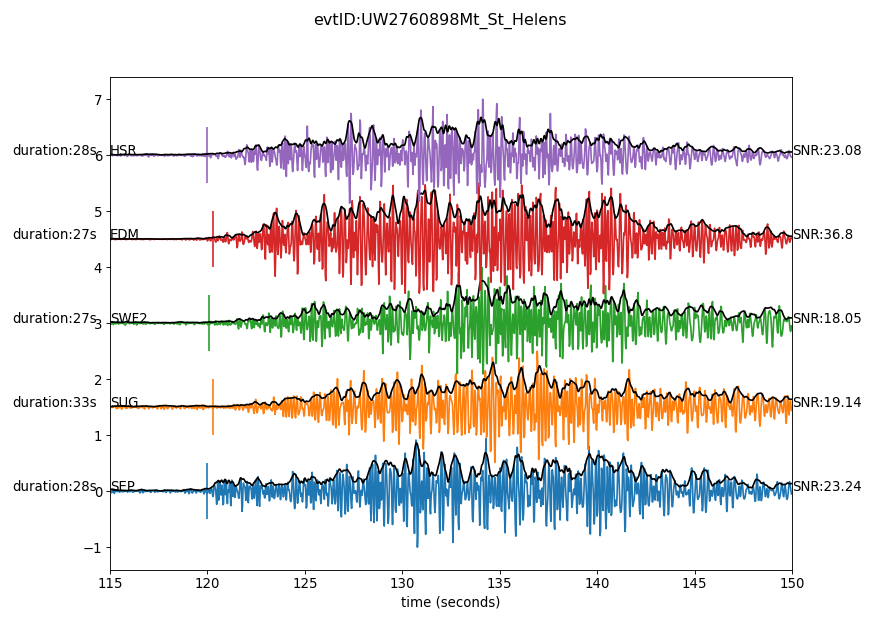 evtID:UW2760898Mt_St_Helens
7
duration:28s HSR SNR:23.08
6
5
duration:27s EDM SNR:36.8
4
duration:27s SWF2 SNR:18.05
3
2
duration:33s SUG SNR:19.14
1
duration:28s SEP SNR:23.24
0
−1
115 120 125 130 135 140 145 150
time (seconds)